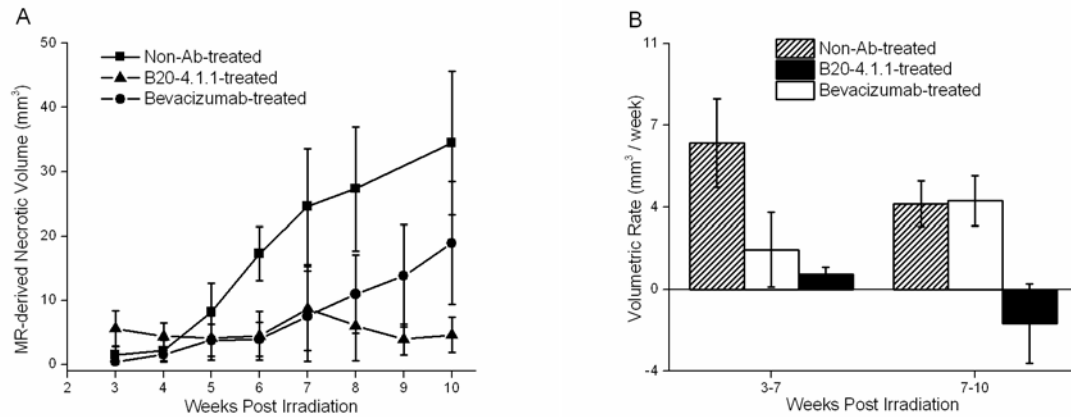 A
MR-derived Necrotic Volume (mm³)
50
40
30
20
10
0
Non-Ab-treated
B20-4.1.1-treated
Bevacizumab-treated
2 3 4 5 6 7 8 9 10
Weeks Post Irradiation
B
Volumetric Rate (mm³ / week)
11
7
4
0
-4
Non-Ab-treated
B20-4.1.1-treated
Bevacizumab-treated
3-7 7-10
Weeks Post Irradiation